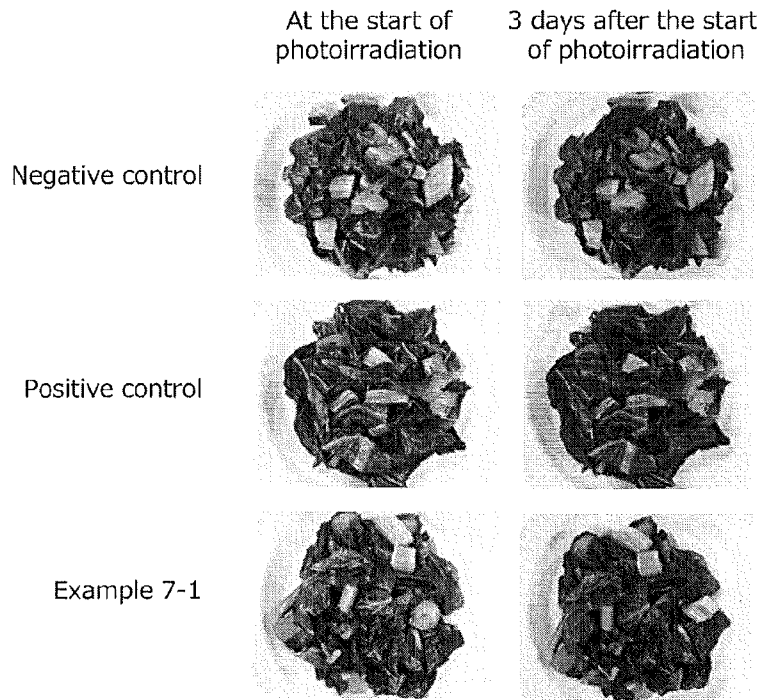 At the start of
photoirradiation
3 days after the start
of photoirradiation
Negative control
Positive control
Example 7-1